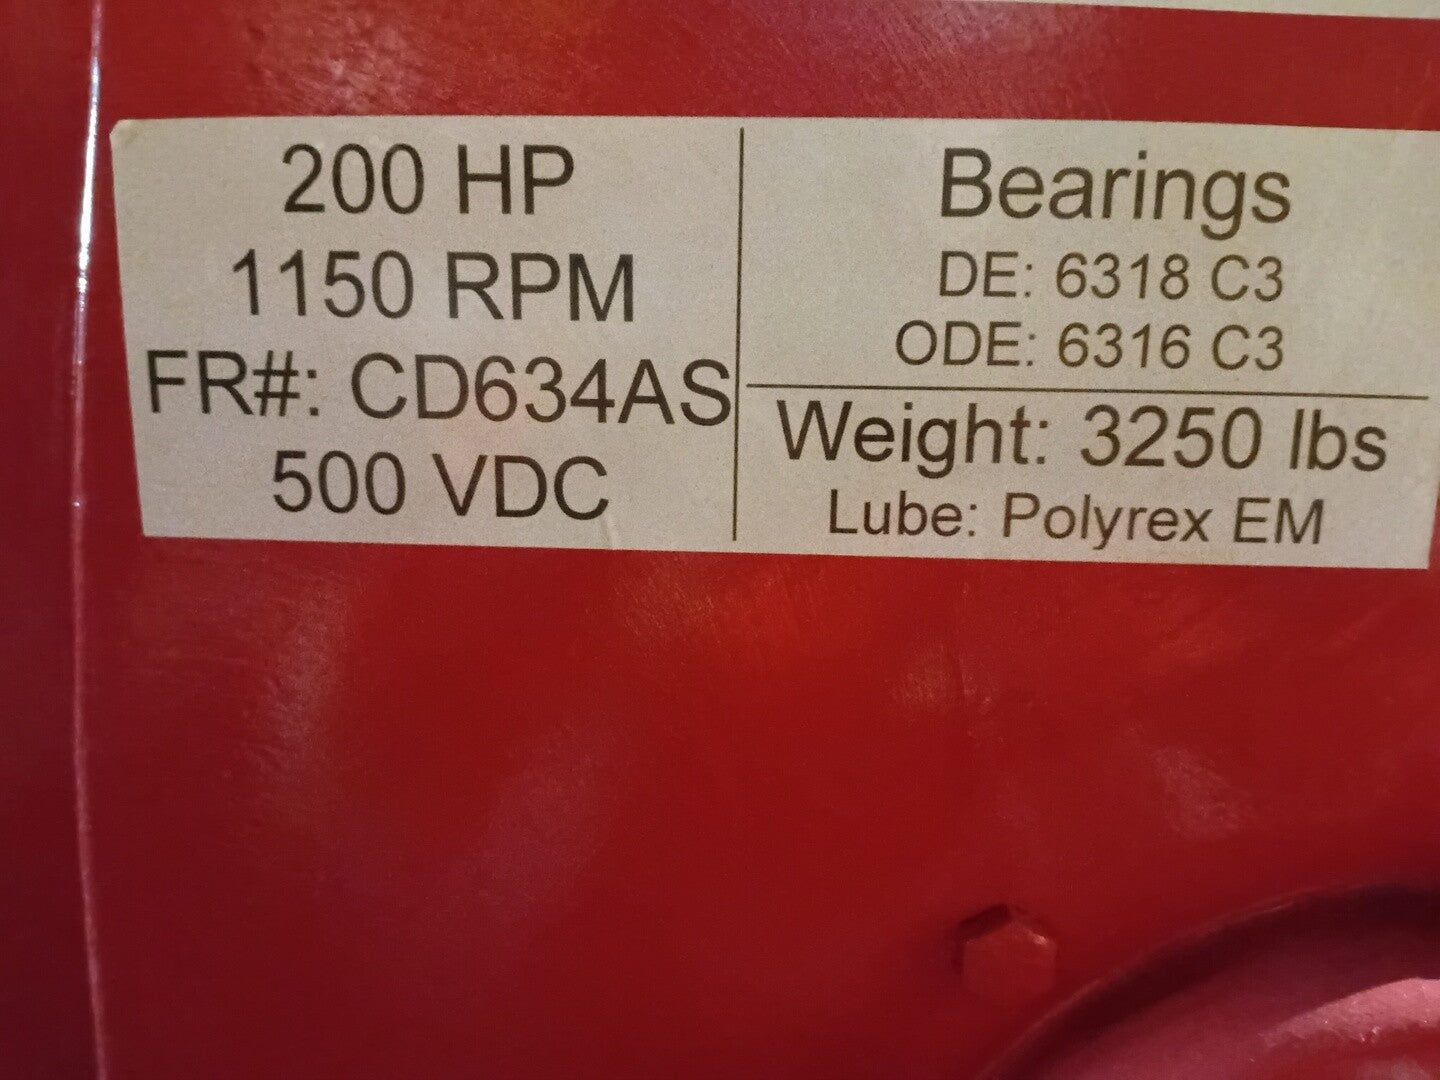 200 HP
1150 RPM
FR#: CD634AS
500 VDC
Bearings
DE: 6318 C3
ODE: 6316 C3
Weight: 3250 lbs
Lube: Polyrex EM